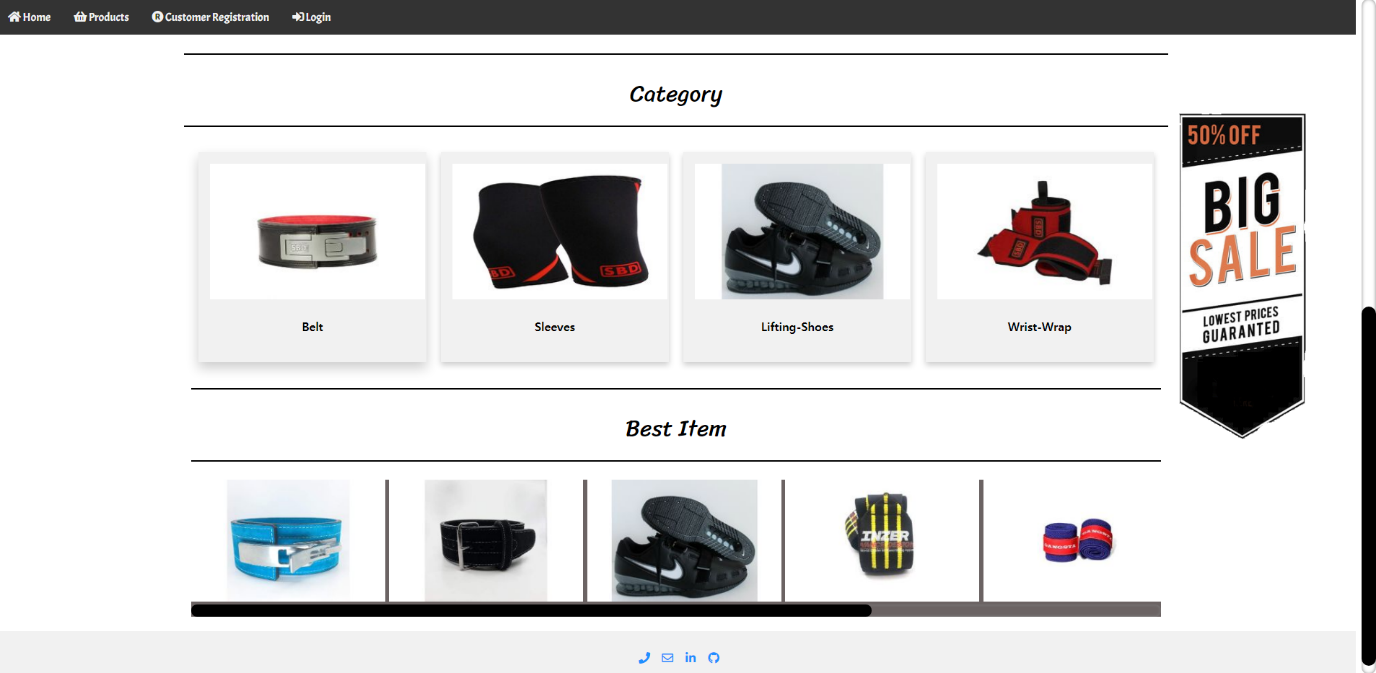 Home Products Customer Registration Login
Category
50% OFF
BIG
SALE
LOWEST PRICES
GUARANTED
SBD
SBD
Belt Sleeves Lifting-Shoes Wrist-Wrap
Best Item
INZER